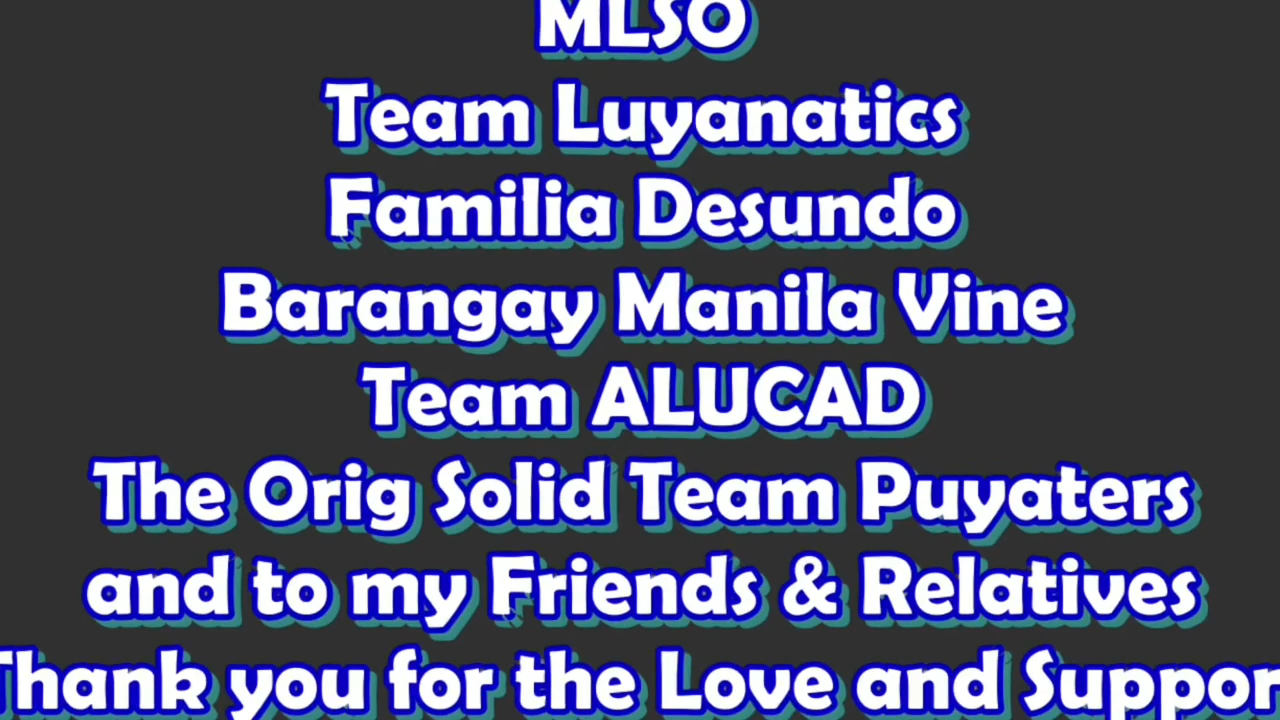 MLSO
Team Luyanatics
Familia Desundo
Barangay Manila Vine
Team ALUCAD
The Orig Solid Team Puyaters
and to my Friends & Relatives
Thank you for the Love and Suppor